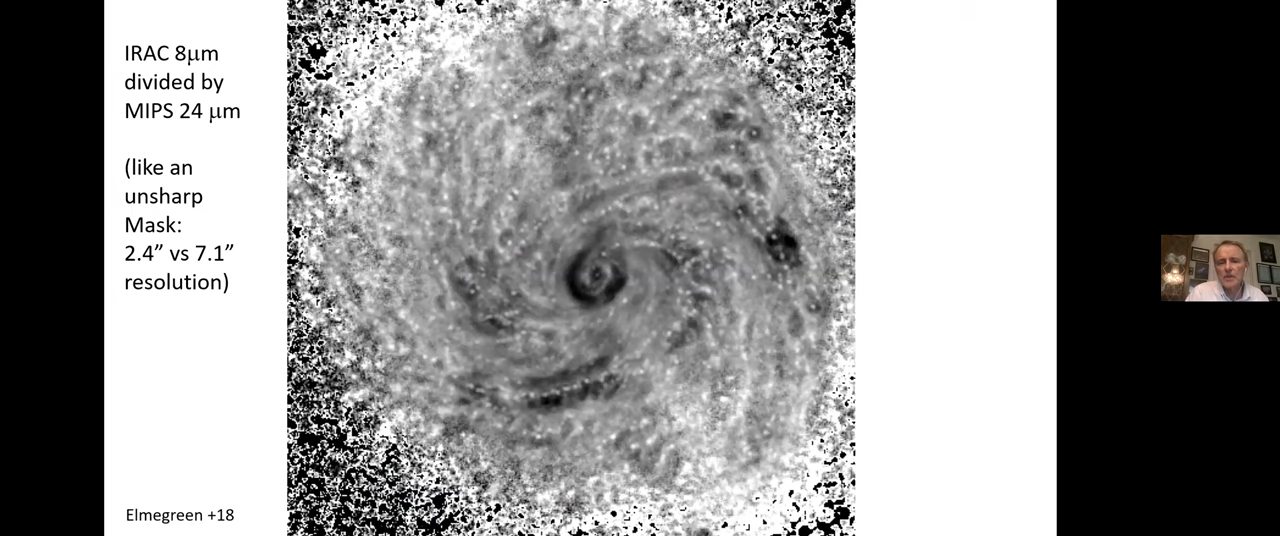 IRAC 8μm
divided by
MIPS 24 μm
(like an
unsharp
Mask:
2.4” vs 7.1”
resolution)
Elmegreen +18